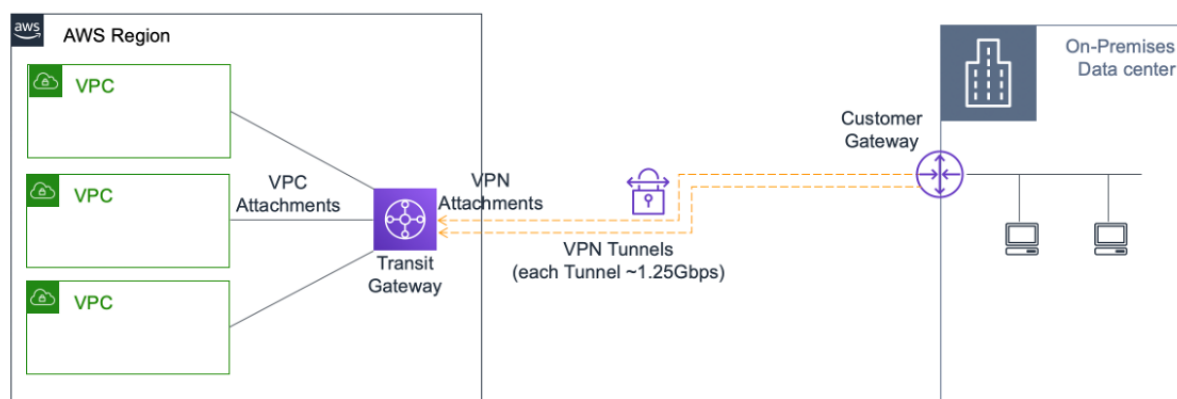 aws
AWS Region
On-Premises
Data center
VPC
Customer
Gateway
VPC
VPC
Attachments
VPN
Attachments
VPN Tunnels
(each Tunnel ~1.25Gbps)
Transit
Gateway
VPC